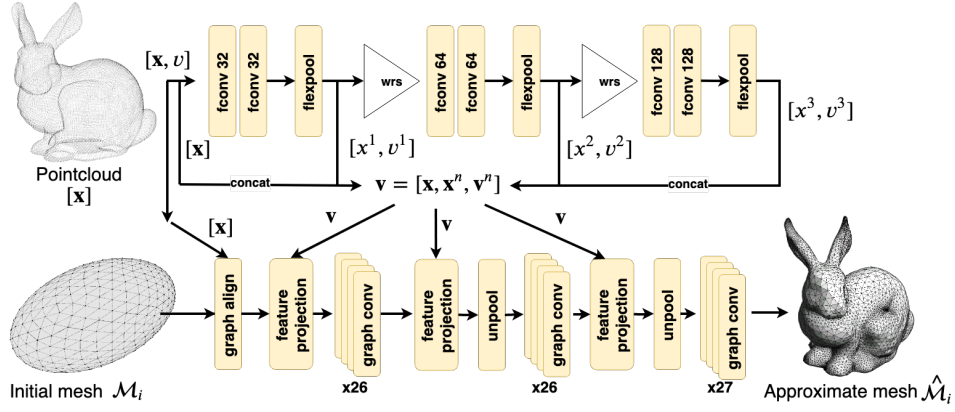 [x, v]
fconv 32
fconv 32
flexpool
wrs
fconv 64
fconv 64
flexpool
wrs
fconv 128
fconv 128
flexpool
[x³, v³]
[x]
[x¹, v¹]
[x², v²]
Pointcloud
[x]
concat
v = [x, xⁿ, vⁿ]
concat
[x]
v
v
v
graph align
feature
projection
graph conv
feature
projection
unpool
graph conv
feature
projection
unpool
graph conv
x26
x26
x27
Initial mesh ℳᵢ
Approximate mesh ℳ̂ᵢ